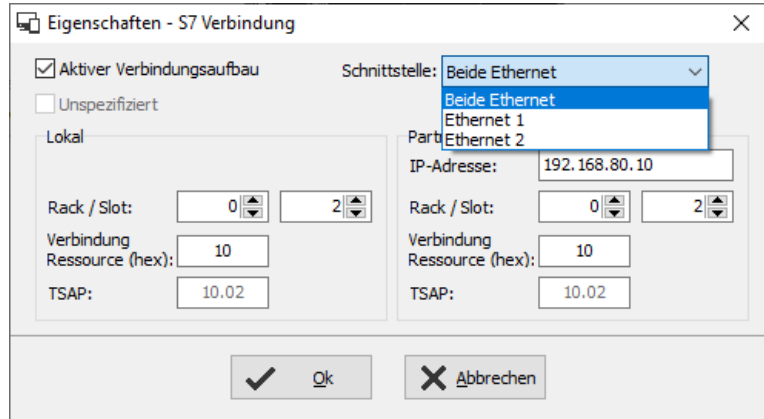 Eigenschaften - S7 Verbindung
Aktiver Verbindungsaufbau
Schnittstelle: Beide Ethernet
Beide Ethernet
Ethernet 1
Ethernet 2
Unspezifiziert
Lokal
Rack / Slot: 0 2
Verbindung
Ressource (hex): 10
TSAP: 10.02
Part
IP-Adresse: 192.168.80.10
Rack / Slot: 0 2
Verbindung
Ressource (hex): 10
TSAP: 10.02
Ok
Abbrechen